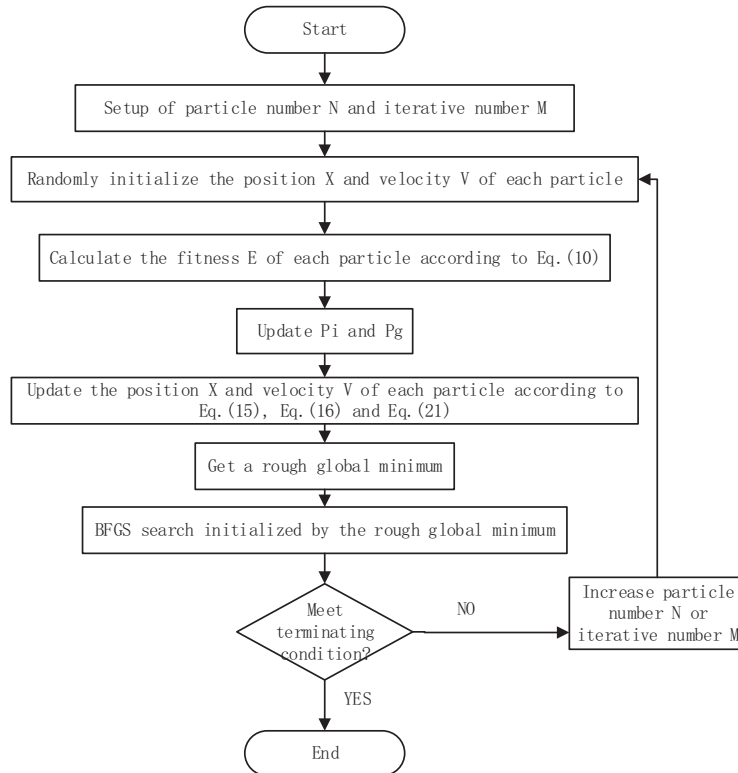 Start
Setup of particle number N and iterative number M
Randomly initialize the position X and velocity V of each particle
Calculate the fitness E of each particle according to Eq.(10)
Update Pi and Pg
Update the position X and velocity V of each particle according to
Eq.(15), Eq.(16) and Eq.(21)
Get a rough global minimum
BFGS search initialized by the rough global minimum
Meet
terminating
condition?
NO
Increase particle
number N or
iterative number M
YES
End